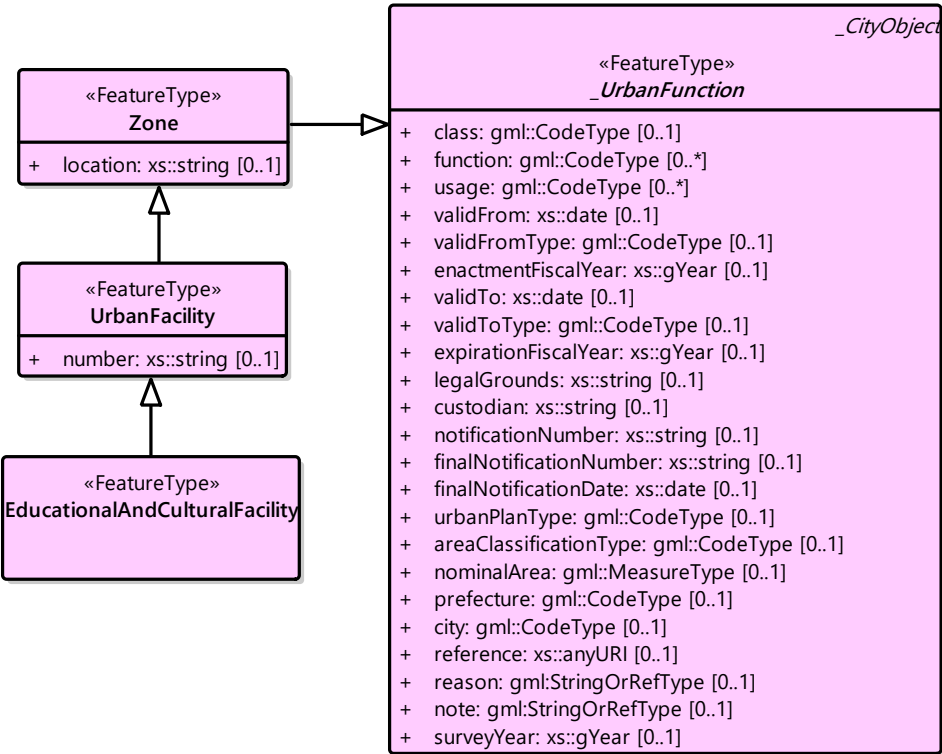 «FeatureType»
Zone
+ location: xs::string [0..1]
«FeatureType»
UrbanFacility
+ number: xs::string [0..1]
«FeatureType»
EducationalAndCulturalFacility
_CityObject
«FeatureType»
_UrbanFunction
+ class: gml::CodeType [0..1]
+ function: gml::CodeType [0..*]
+ usage: gml::CodeType [0..*]
+ validFrom: xs::date [0..1]
+ validFromType: gml::CodeType [0..1]
+ enactmentFiscalYear: xs::gYear [0..1]
+ validTo: xs::date [0..1]
+ validToType: gml::CodeType [0..1]
+ expirationFiscalYear: xs::gYear [0..1]
+ legalGrounds: xs::string [0..1]
+ custodian: xs::string [0..1]
+ notificationNumber: xs::string [0..1]
+ finalNotificationNumber: xs::string [0..1]
+ finalNotificationDate: xs::date [0..1]
+ urbanPlanType: gml::CodeType [0..1]
+ areaClassificationType: gml::CodeType [0..1]
+ nominalArea: gml::MeasureType [0..1]
+ prefecture: gml::CodeType [0..1]
+ city: gml::CodeType [0..1]
+ reference: xs::anyURI [0..1]
+ reason: gml:StringOrRefType [0..1]
+ note: gml:StringOrRefType [0..1]
+ surveyYear: xs::gYear [0..1]